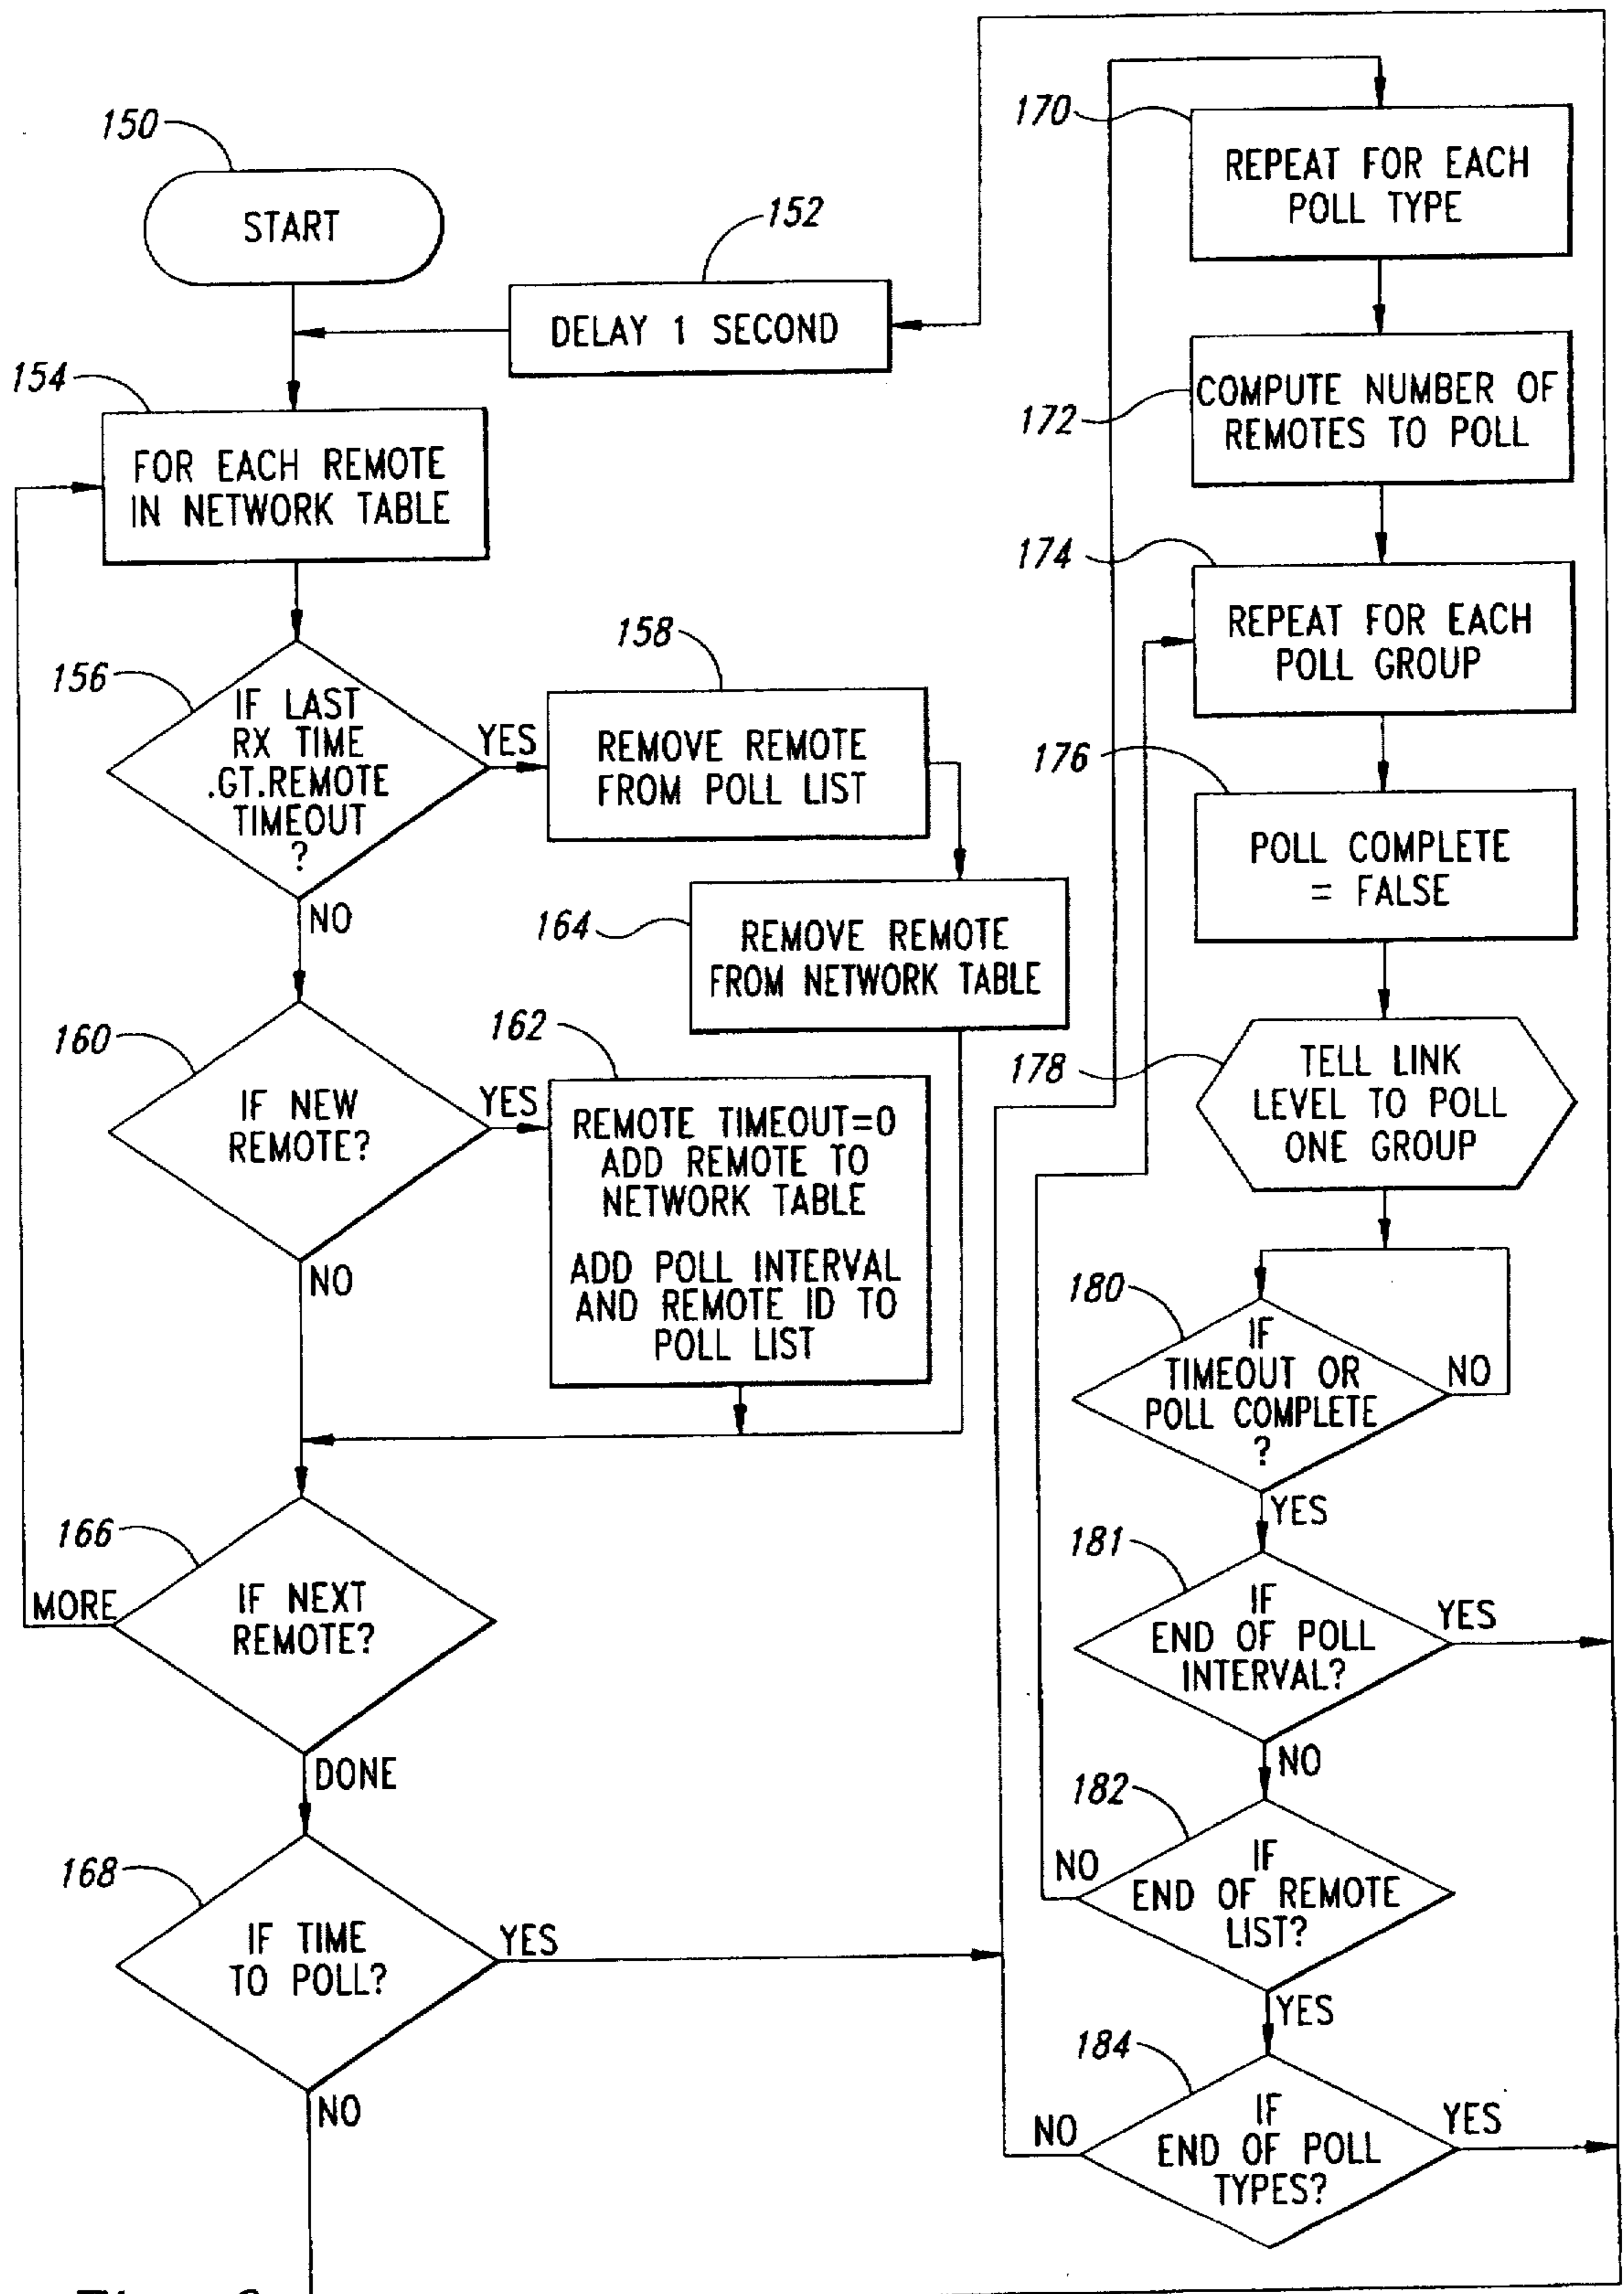 150
START
152
DELAY 1 SECOND
154
FOR EACH REMOTE
IN NETWORK TABLE
156
IF LAST
RX TIME
.GT.REMOTE
TIMEOUT
?
YES
NO
158
REMOVE REMOTE
FROM POLL LIST
164
REMOVE REMOTE
FROM NETWORK TABLE
160
IF NEW
REMOTE?
YES
NO
162
REMOTE TIMEOUT=0
ADD REMOTE TO
NETWORK TABLE
ADD POLL INTERVAL
AND REMOTE ID TO
POLL LIST
166
IF NEXT
REMOTE?
MORE
DONE
168
IF TIME
TO POLL?
YES
NO
170
REPEAT FOR EACH
POLL TYPE
172
COMPUTE NUMBER OF
REMOTES TO POLL
174
REPEAT FOR EACH
POLL GROUP
176
POLL COMPLETE
= FALSE
178
TELL LINK
LEVEL TO POLL
ONE GROUP
180
IF
TIMEOUT OR
POLL COMPLETE
?
NO
YES
181
IF
END OF POLL
INTERVAL?
YES
NO
182
IF
END OF REMOTE
LIST?
NO
YES
184
IF
END OF POLL
TYPES?
NO
YES